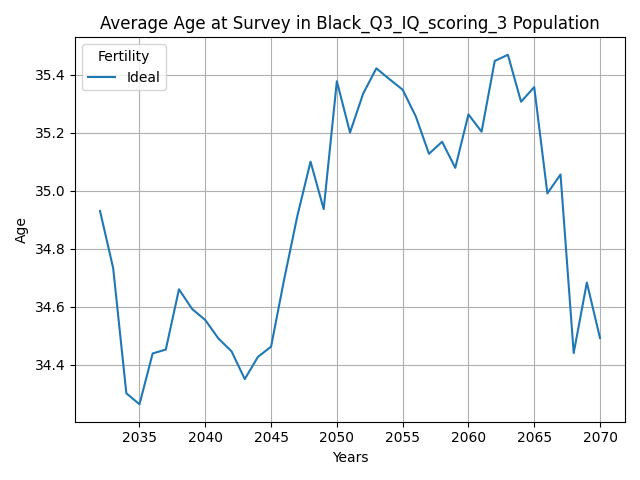 Average Age at Survey in Black_Q3_IQ_scoring_3 Population
Fertility
Ideal
Age
35.4
35.2
35.0
34.8
34.6
34.4
2035 2040 2045 2050 2055 2060 2065 2070
Years